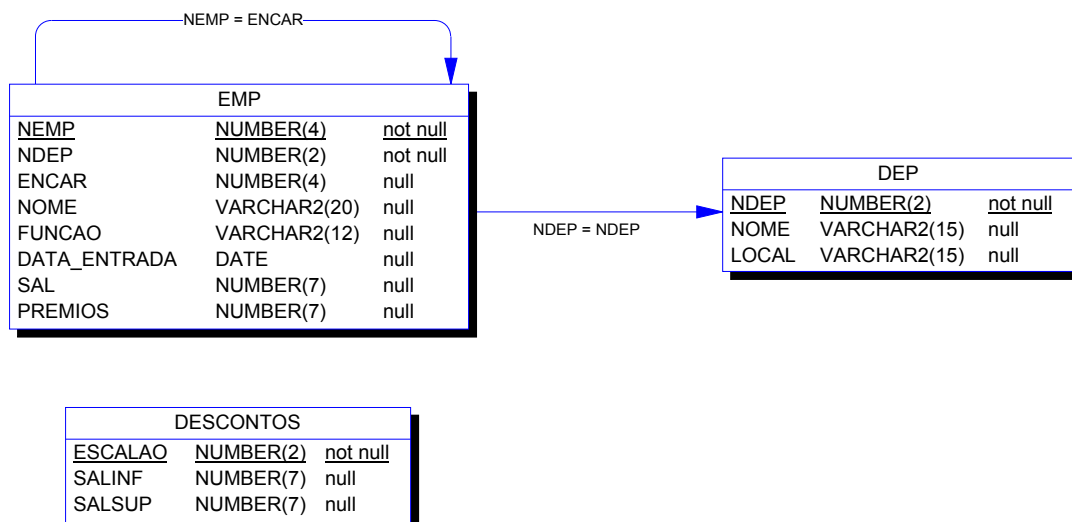 NEMP = ENCAR
EMP
NEMP NUMBER(4) not null
NDEP NUMBER(2) not null
ENCAR NUMBER(4) null
NOME VARCHAR2(20) null
FUNCAO VARCHAR2(12) null
DATA_ENTRADA DATE null
SAL NUMBER(7) null
PREMIOS NUMBER(7) null
NDEP = NDEP
DEP
NDEP NUMBER(2) not null
NOME VARCHAR2(15) null
LOCAL VARCHAR2(15) null
DESCONTOS
ESCALAO NUMBER(2) not null
SALINF NUMBER(7) null
SALSUP NUMBER(7) null